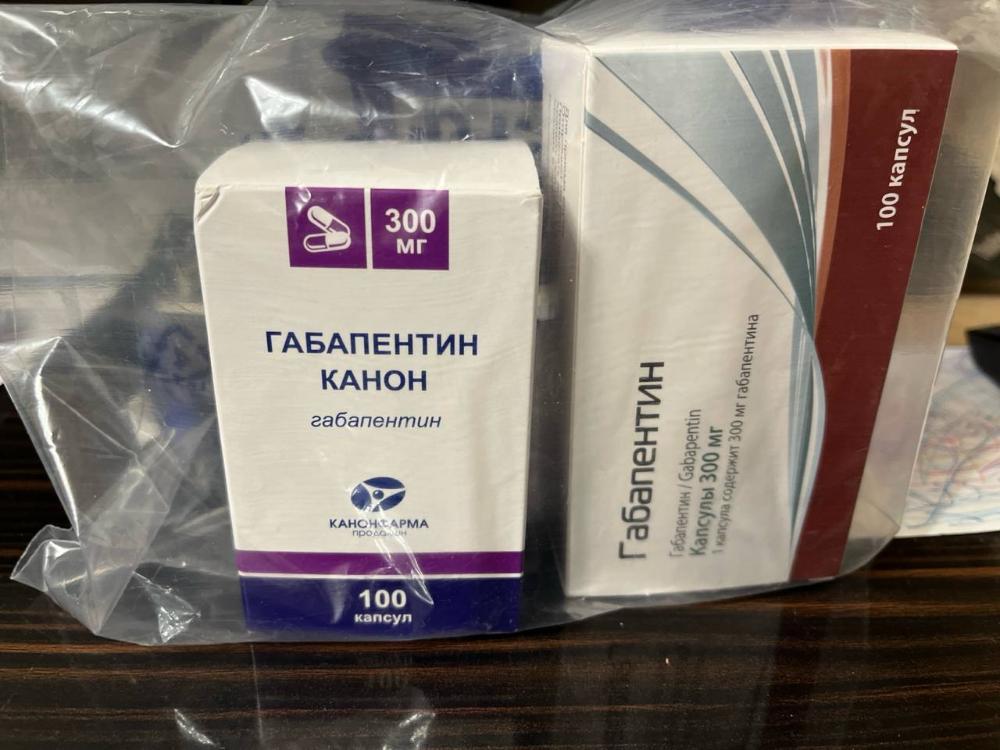 300
МГ
ГАБАПЕНТИН
КАНОН
габапентин
КАНОНФАРМА
продакшн
100
капсул
100 капсул
Габапентин
Габапентин / Gabapentin
Капсулы 300 мг
1 капсула содержит 300 мг габапентина